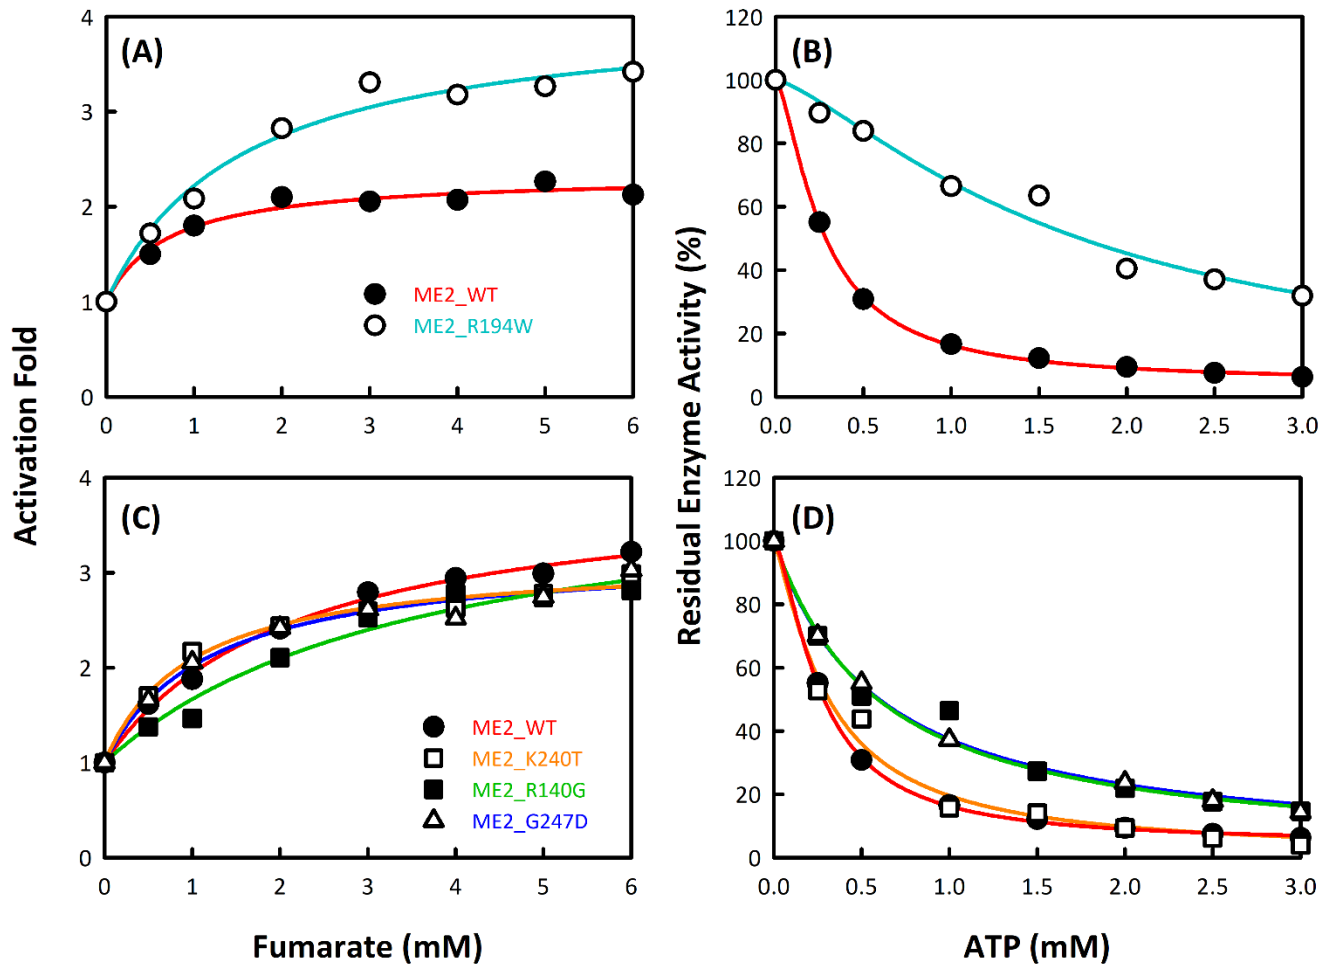 (A)
4
3
2
1
0
0 1 2 3 4 5 6
ME2_WT
ME2_R194W
(B)
120
100
80
60
40
20
0
0.0 0.5 1.0 1.5 2.0 2.5 3.0
(C)
4
3
2
1
0
0 1 2 3 4 5 6
ME2_WT
ME2_K240T
ME2_R140G
ME2_G247D
(D)
120
100
80
60
40
20
0
0.0 0.5 1.0 1.5 2.0 2.5 3.0
Activation Fold
Residual Enzyme Activity (%)
Fumarate (mM)
ATP (mM)